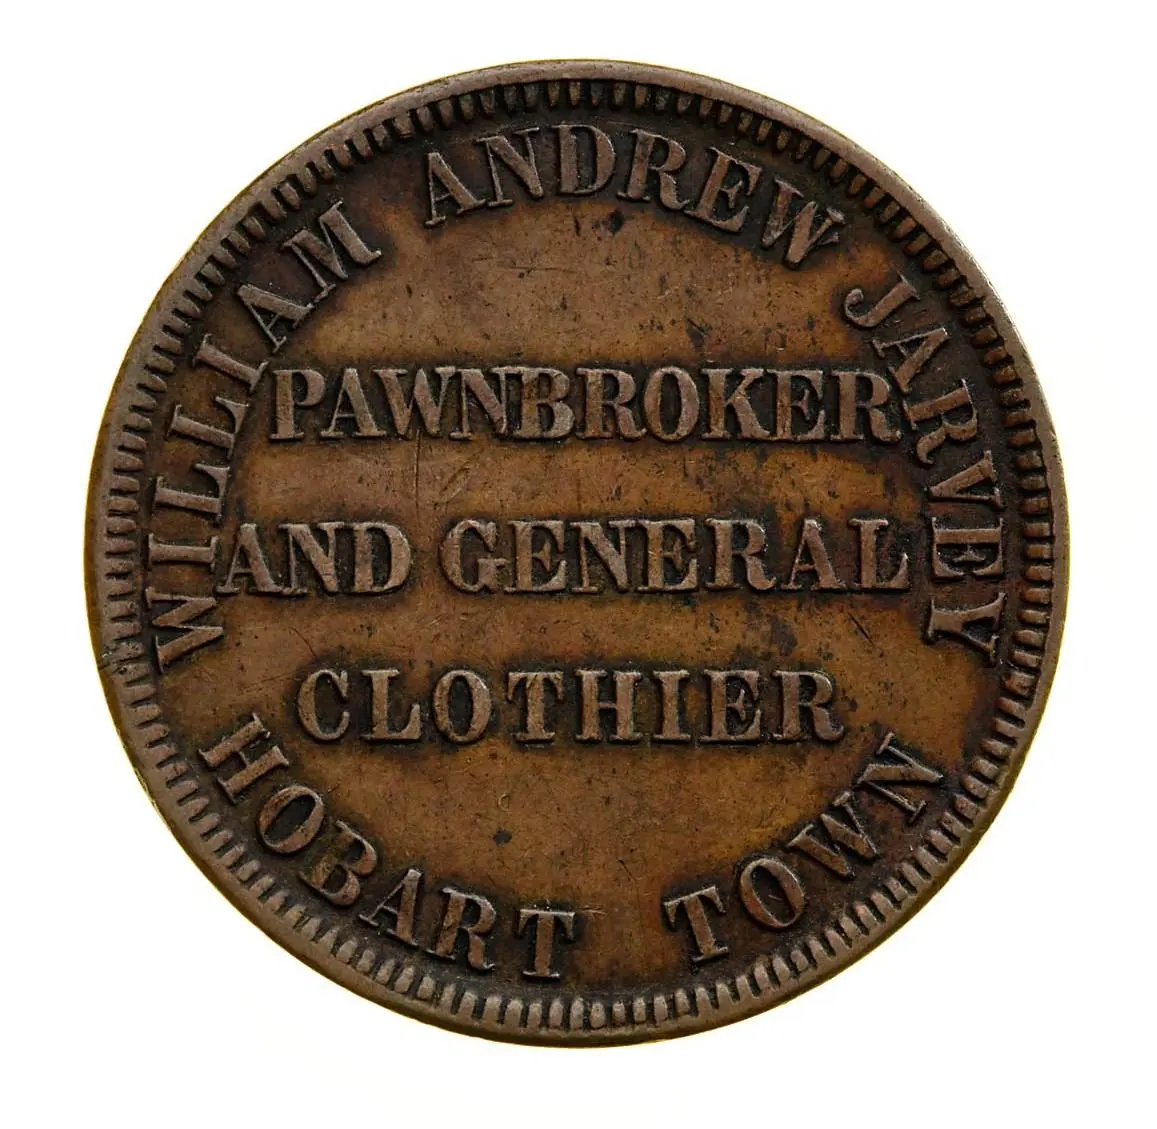 WILLIAM ANDREW JARVEY
PAWNBROKER
AND GENERAL
CLOTHIER
HOBART TOWN